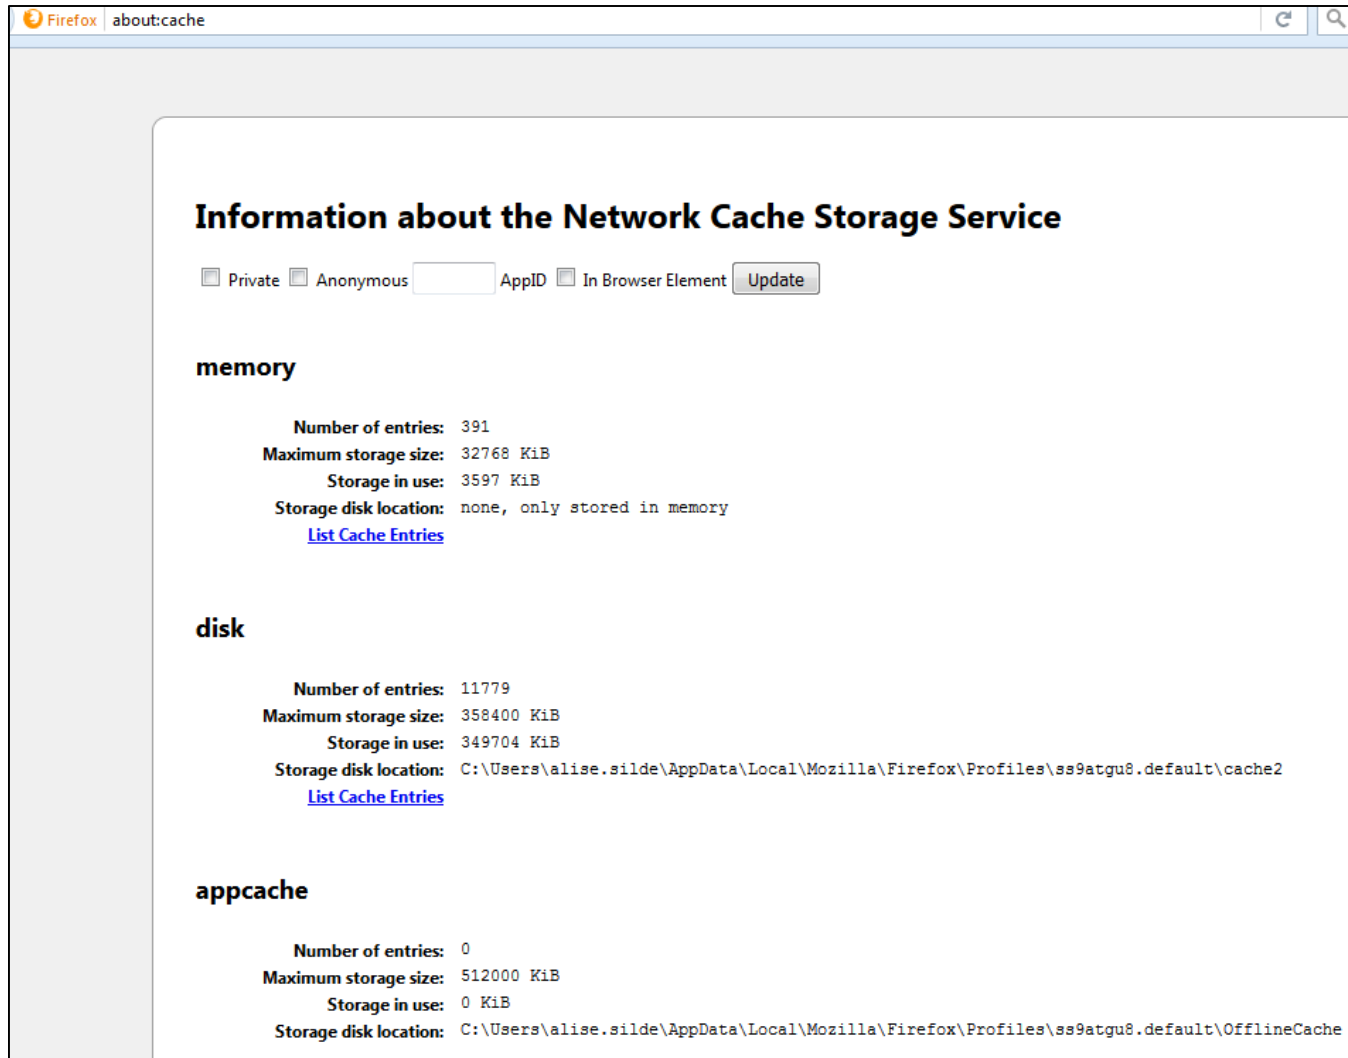 Firefox about:cache
Information about the Network Cache Storage Service
Private Anonymous AppID In Browser Element Update
memory
Number of entries: 391
Maximum storage size: 32768 KiB
Storage in use: 3597 KiB
Storage disk location: none, only stored in memory
List Cache Entries
disk
Number of entries: 11779
Maximum storage size: 358400 KiB
Storage in use: 349704 KiB
Storage disk location: C:\Users\alise.silde\AppData\Local\Mozilla\Firefox\Profiles\ss9atgu8.default\cache2
List Cache Entries
appcache
Number of entries: 0
Maximum storage size: 512000 KiB
Storage in use: 0 KiB
Storage disk location: C:\Users\alise.silde\AppData\Local\Mozilla\Firefox\Profiles\ss9atgu8.default\OfflineCache